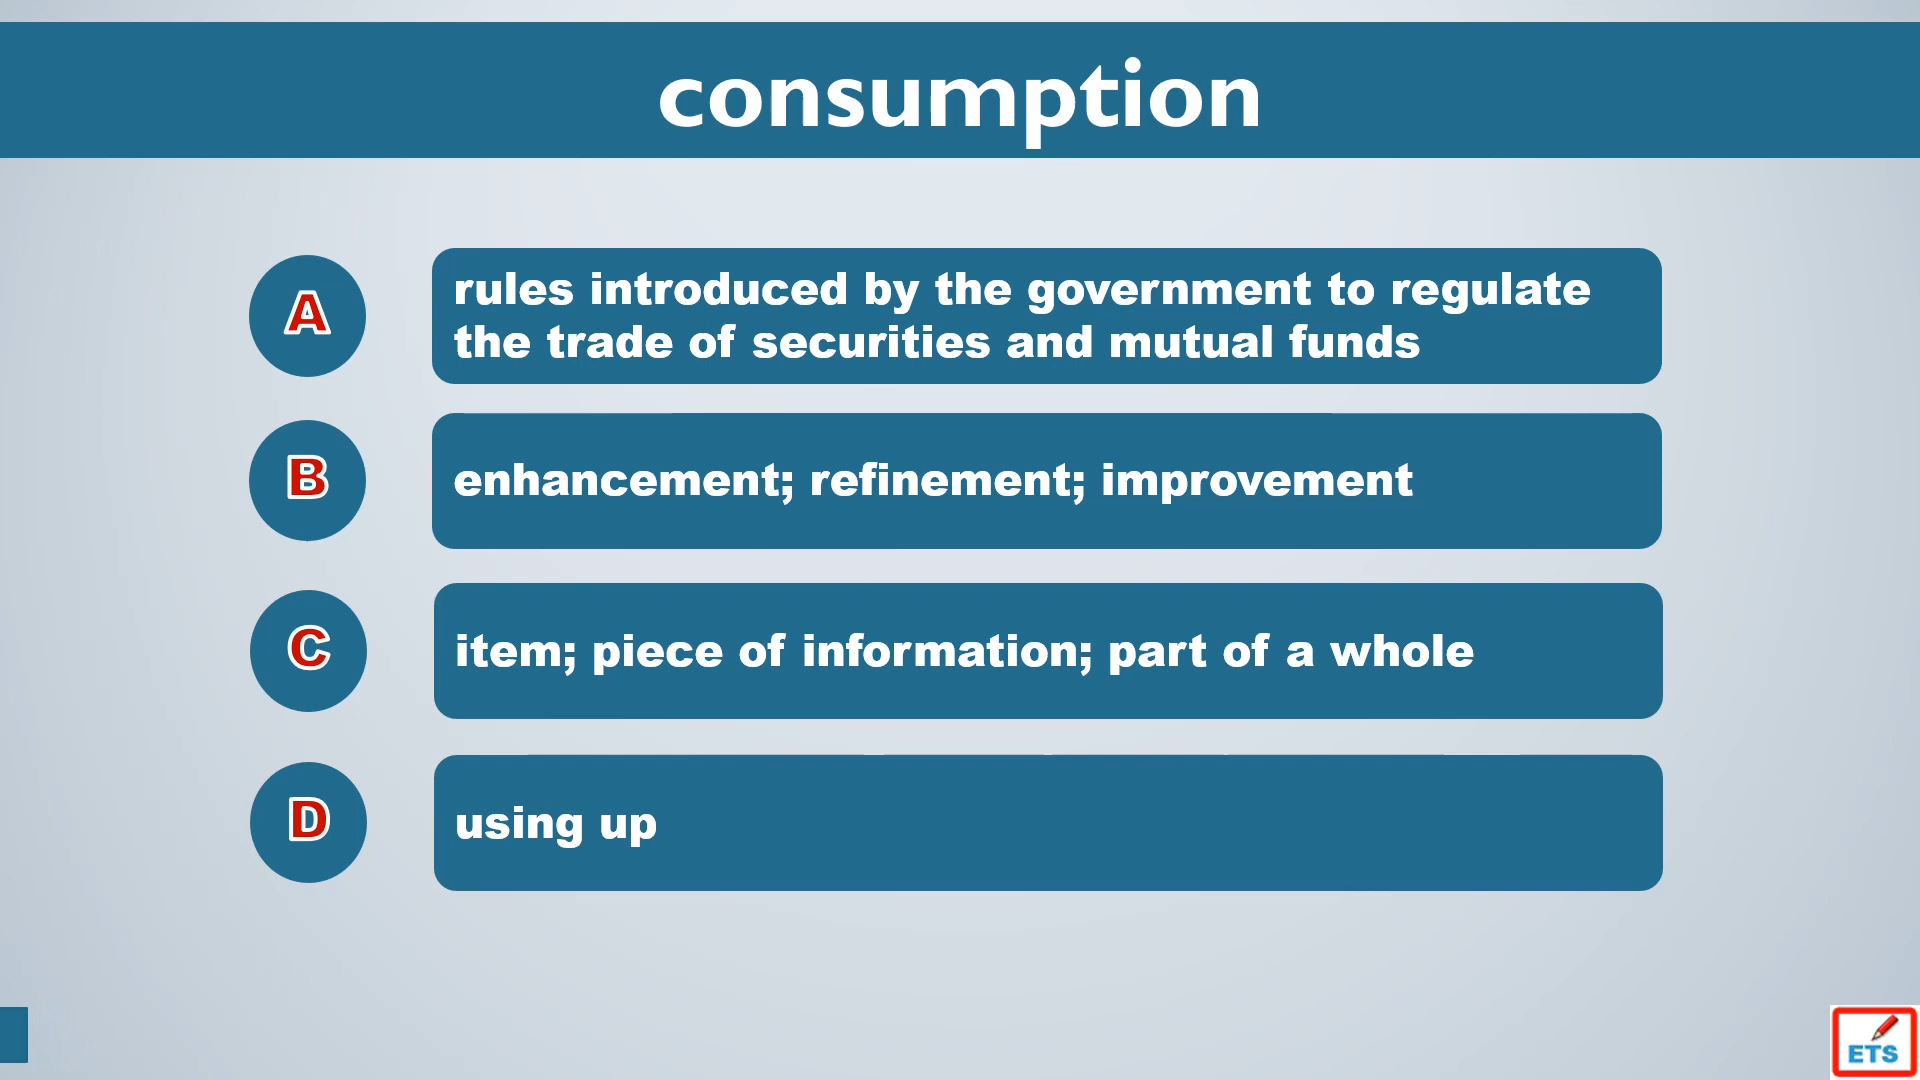 consumption
A
rules introduced by the government to regulate
the trade of securities and mutual funds
B
enhancement; refinement; improvement
C
item; piece of information; part of a whole
D
using up
ETS